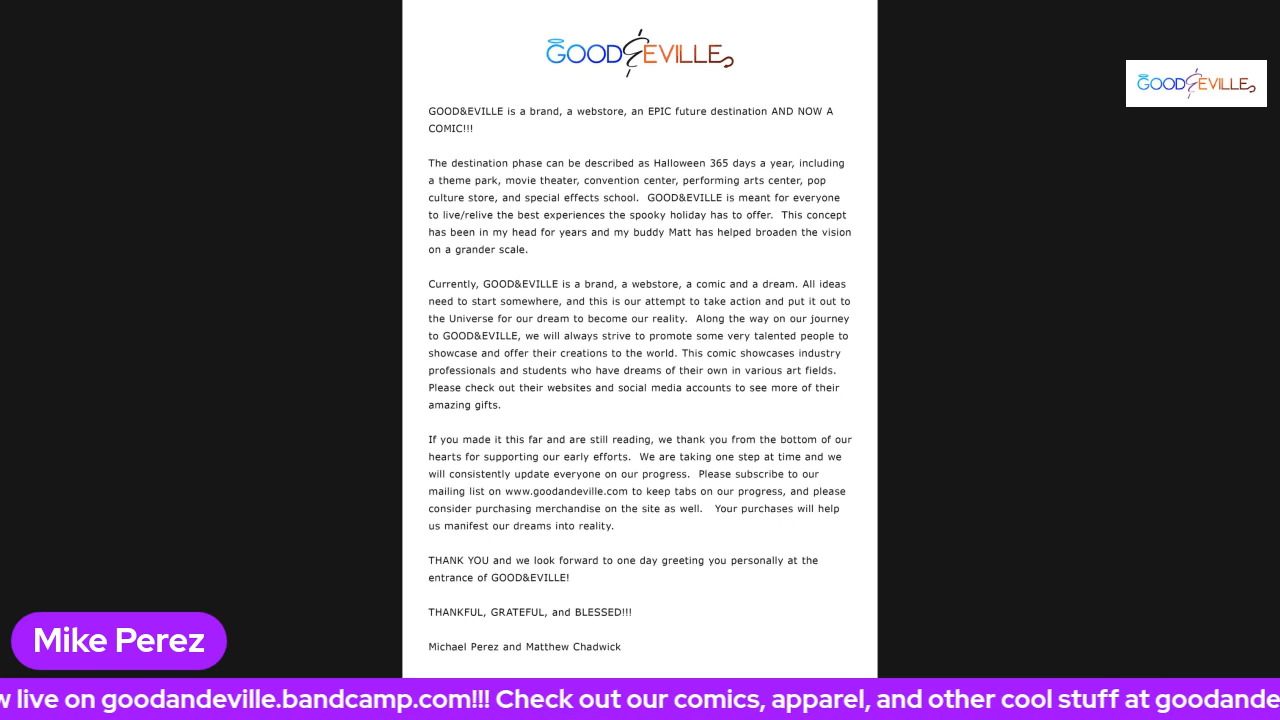 GOOD&EVILLE
GOOD&EVILLE
GOOD&EVILLE is a brand, a webstore, an EPIC future destination AND NOW A
COMIC!!!
The destination phase can be described as Halloween 365 days a year, including
a theme park, movie theater, convention center, performing arts center, pop
culture store, and special effects school.  GOOD&EVILLE is meant for everyone
to live/relive the best experiences the spooky holiday has to offer.  This concept
has been in my head for years and my buddy Matt has helped broaden the vision
on a grander scale.
Currently, GOOD&EVILLE is a brand, a webstore, a comic and a dream. All ideas
need to start somewhere, and this is our attempt to take action and put it out to
the Universe for our dream to become our reality.  Along the way on our journey
to GOOD&EVILLE, we will always strive to promote some very talented people to
showcase and offer their creations to the world. This comic showcases industry
professionals and students who have dreams of their own in various art fields.
Please check out their websites and social media accounts to see more of their
amazing gifts.
If you made it this far and are still reading, we thank you from the bottom of our
hearts for supporting our early efforts.  We are taking one step at time and we
will consistently update everyone on our progress.  Please subscribe to our
mailing list on www.goodandeville.com to keep tabs on our progress, and please
consider purchasing merchandise on the site as well.   Your purchases will help
us manifest our dreams into reality.
THANK YOU and we look forward to one day greeting you personally at the
entrance of GOOD&EVILLE!
THANKFUL, GRATEFUL, and BLESSED!!!
Michael Perez and Matthew Chadwick
Mike Perez
w live on goodandeville.bandcamp.com!!! Check out our comics, apparel, and other cool stuff at goodande